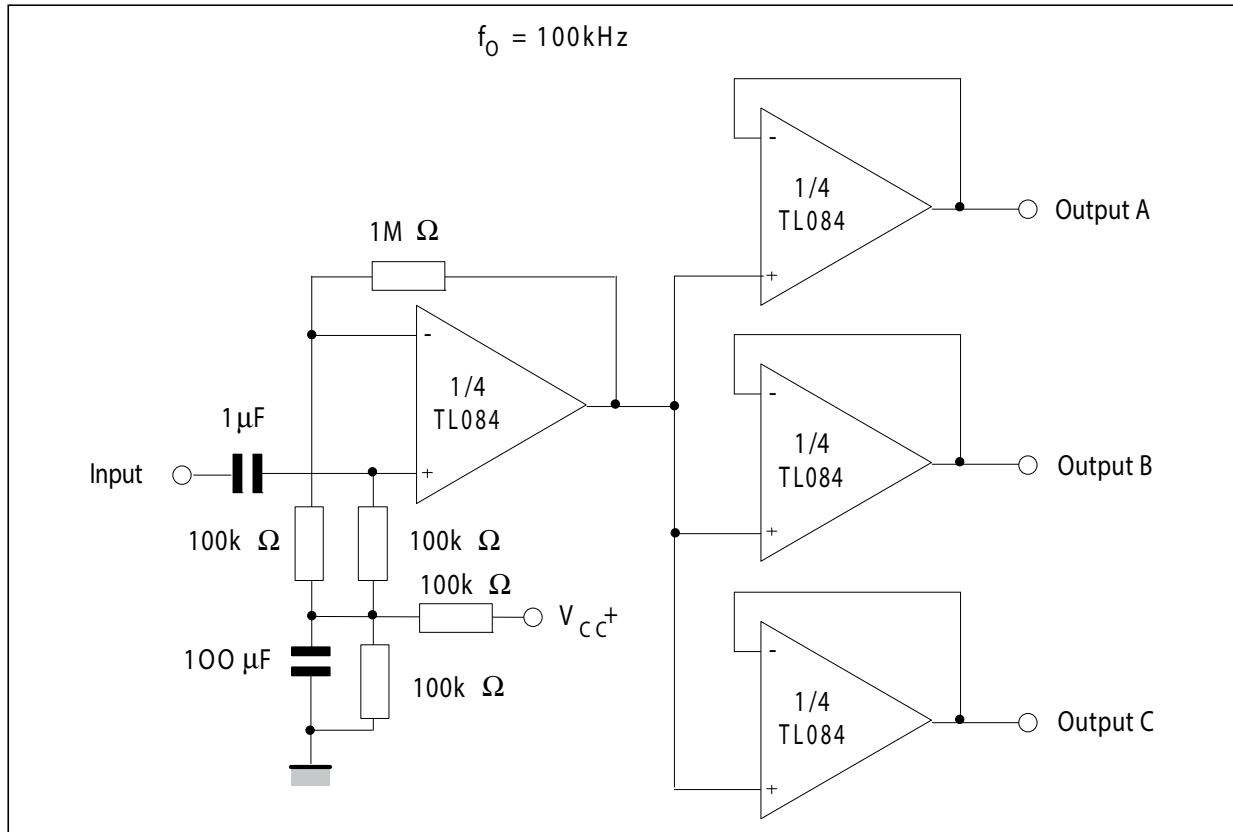 fO = 100kHz
-
1/4
TL084
+
Output A
1M Ω
-
1/4
TL084
+
1µF
Input
100k Ω
100k Ω
100k Ω
VCC+
100 µF
100k Ω
-
1/4
TL084
+
Output B
-
1/4
TL084
+
Output C